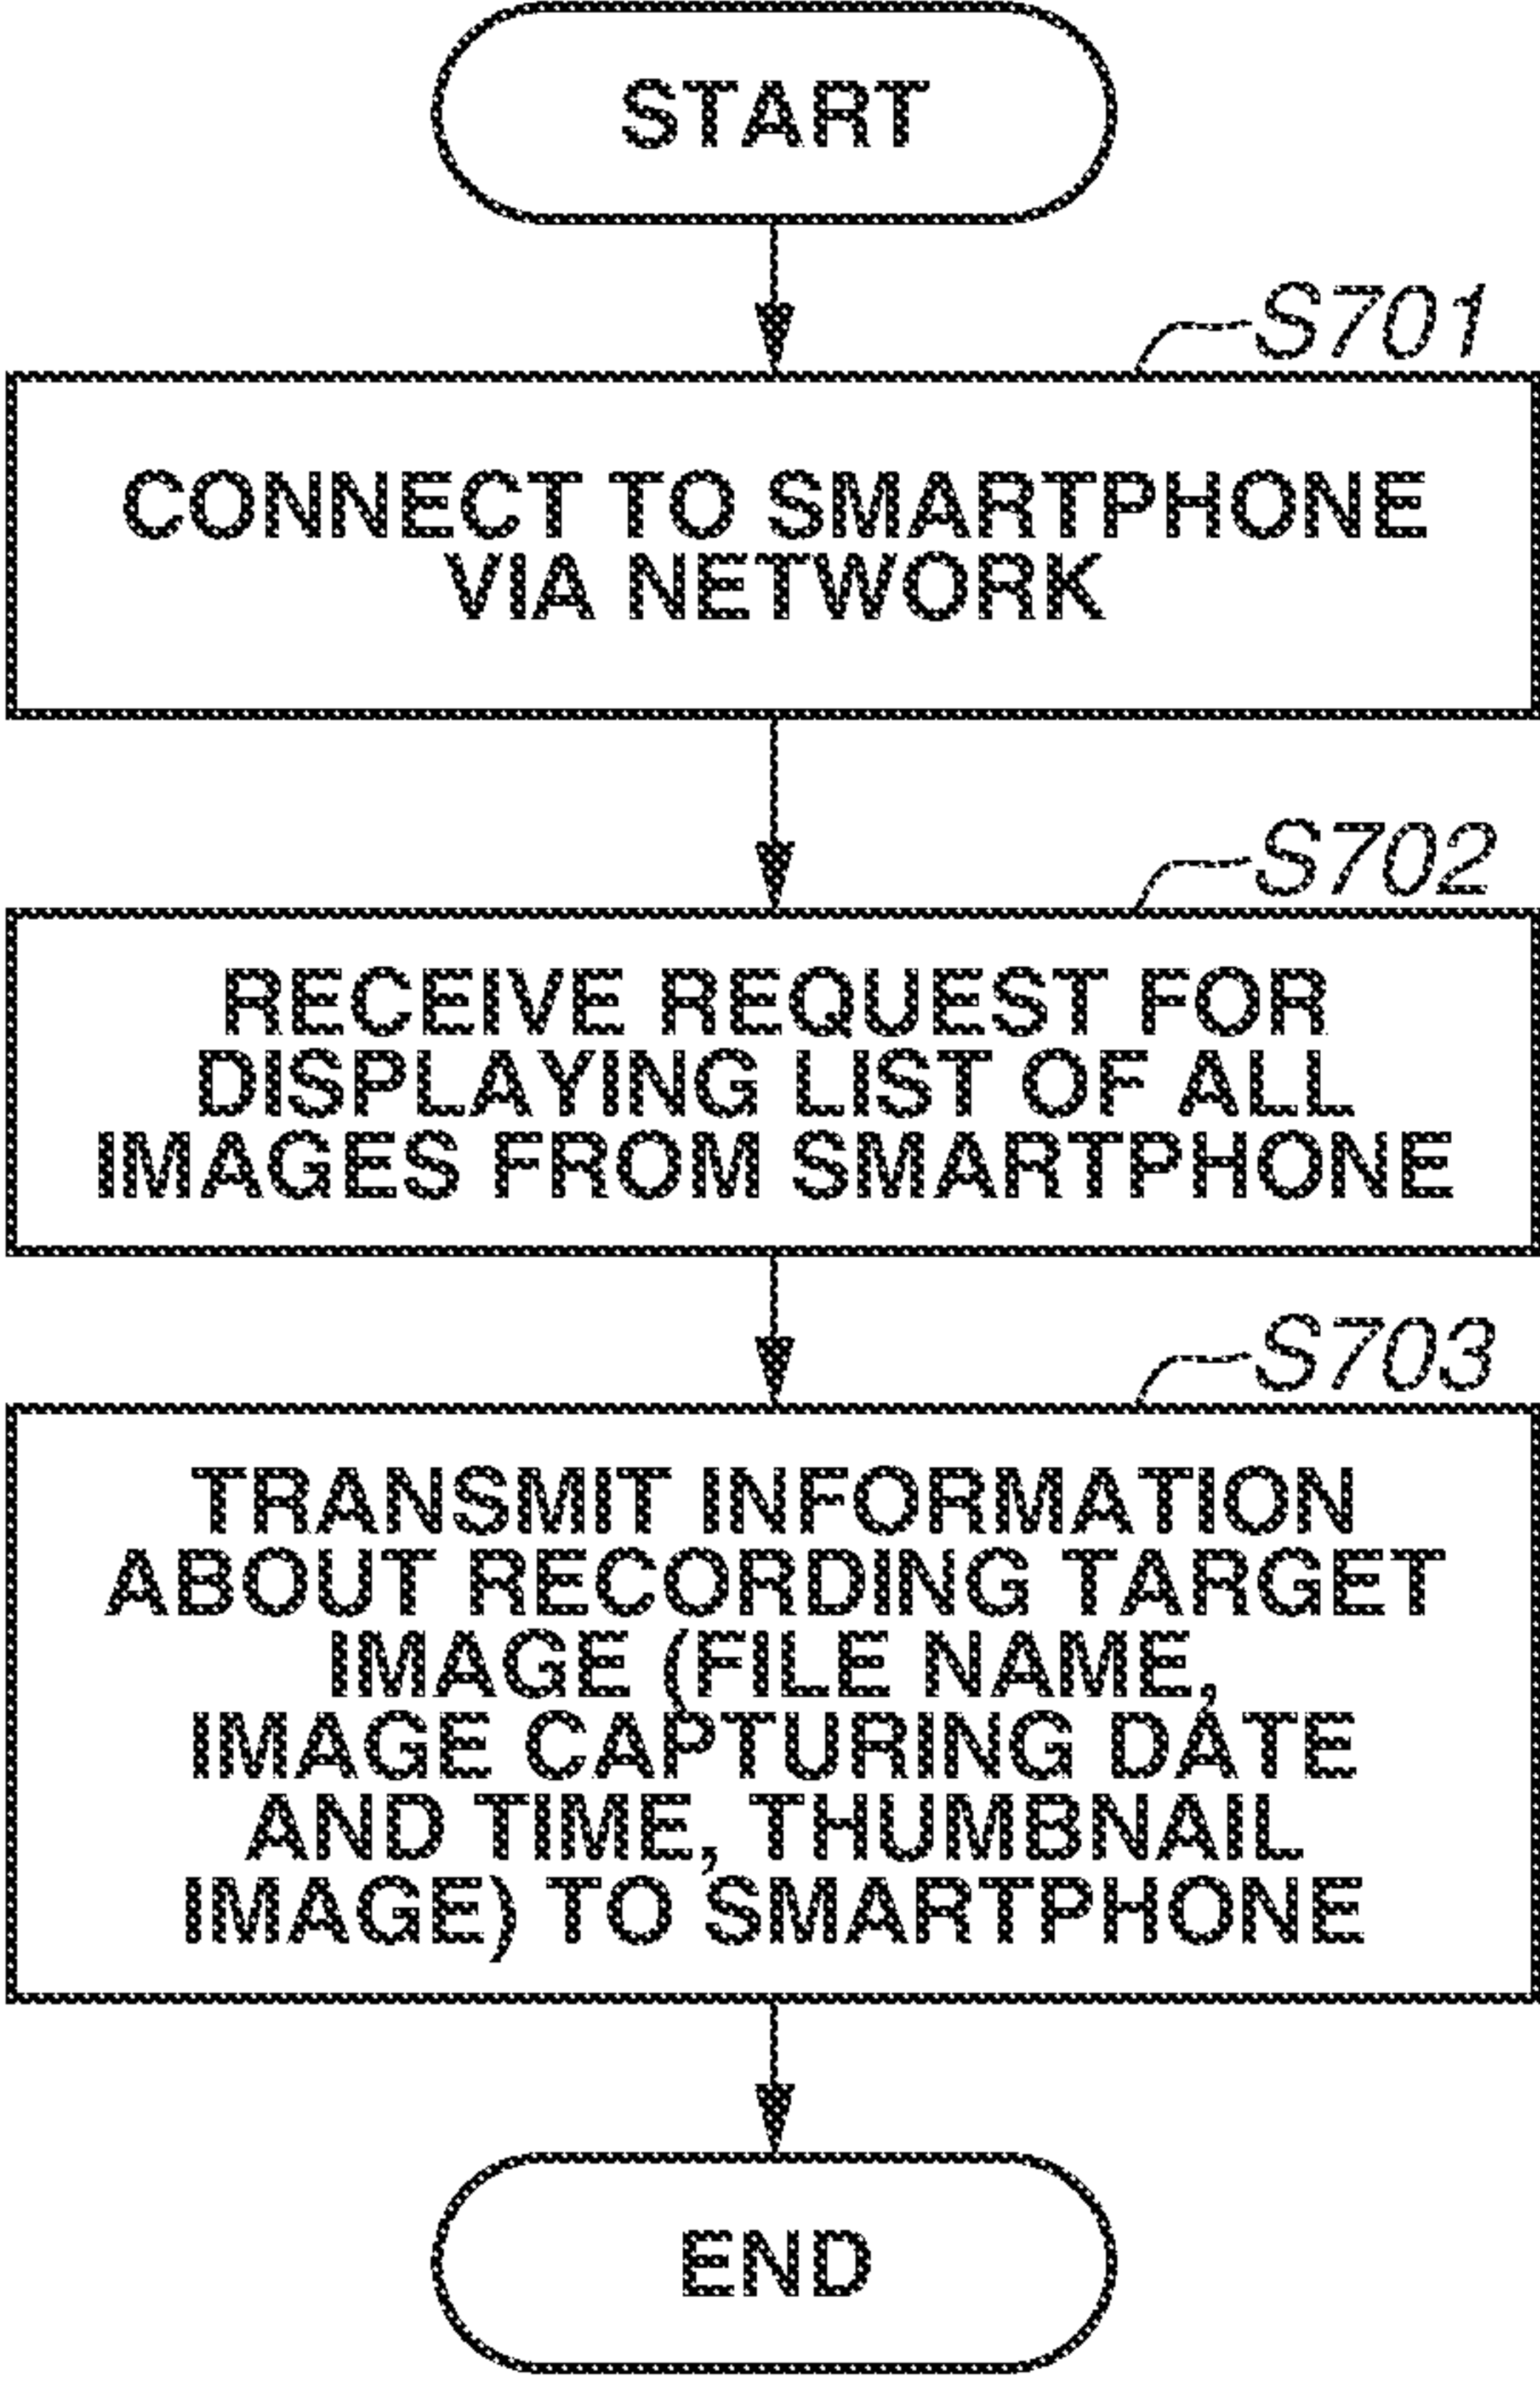 START
S701
CONNECT TO SMARTPHONE
VIA NETWORK
S702
RECEIVE REQUEST FOR
DISPLAYING LIST OF ALL
IMAGES FROM SMARTPHONE
S703
TRANSMIT INFORMATION
ABOUT RECORDING TARGET
IMAGE (FILE NAME,
IMAGE CAPTURING DATE
AND TIME, THUMBNAIL
IMAGE) TO SMARTPHONE
END